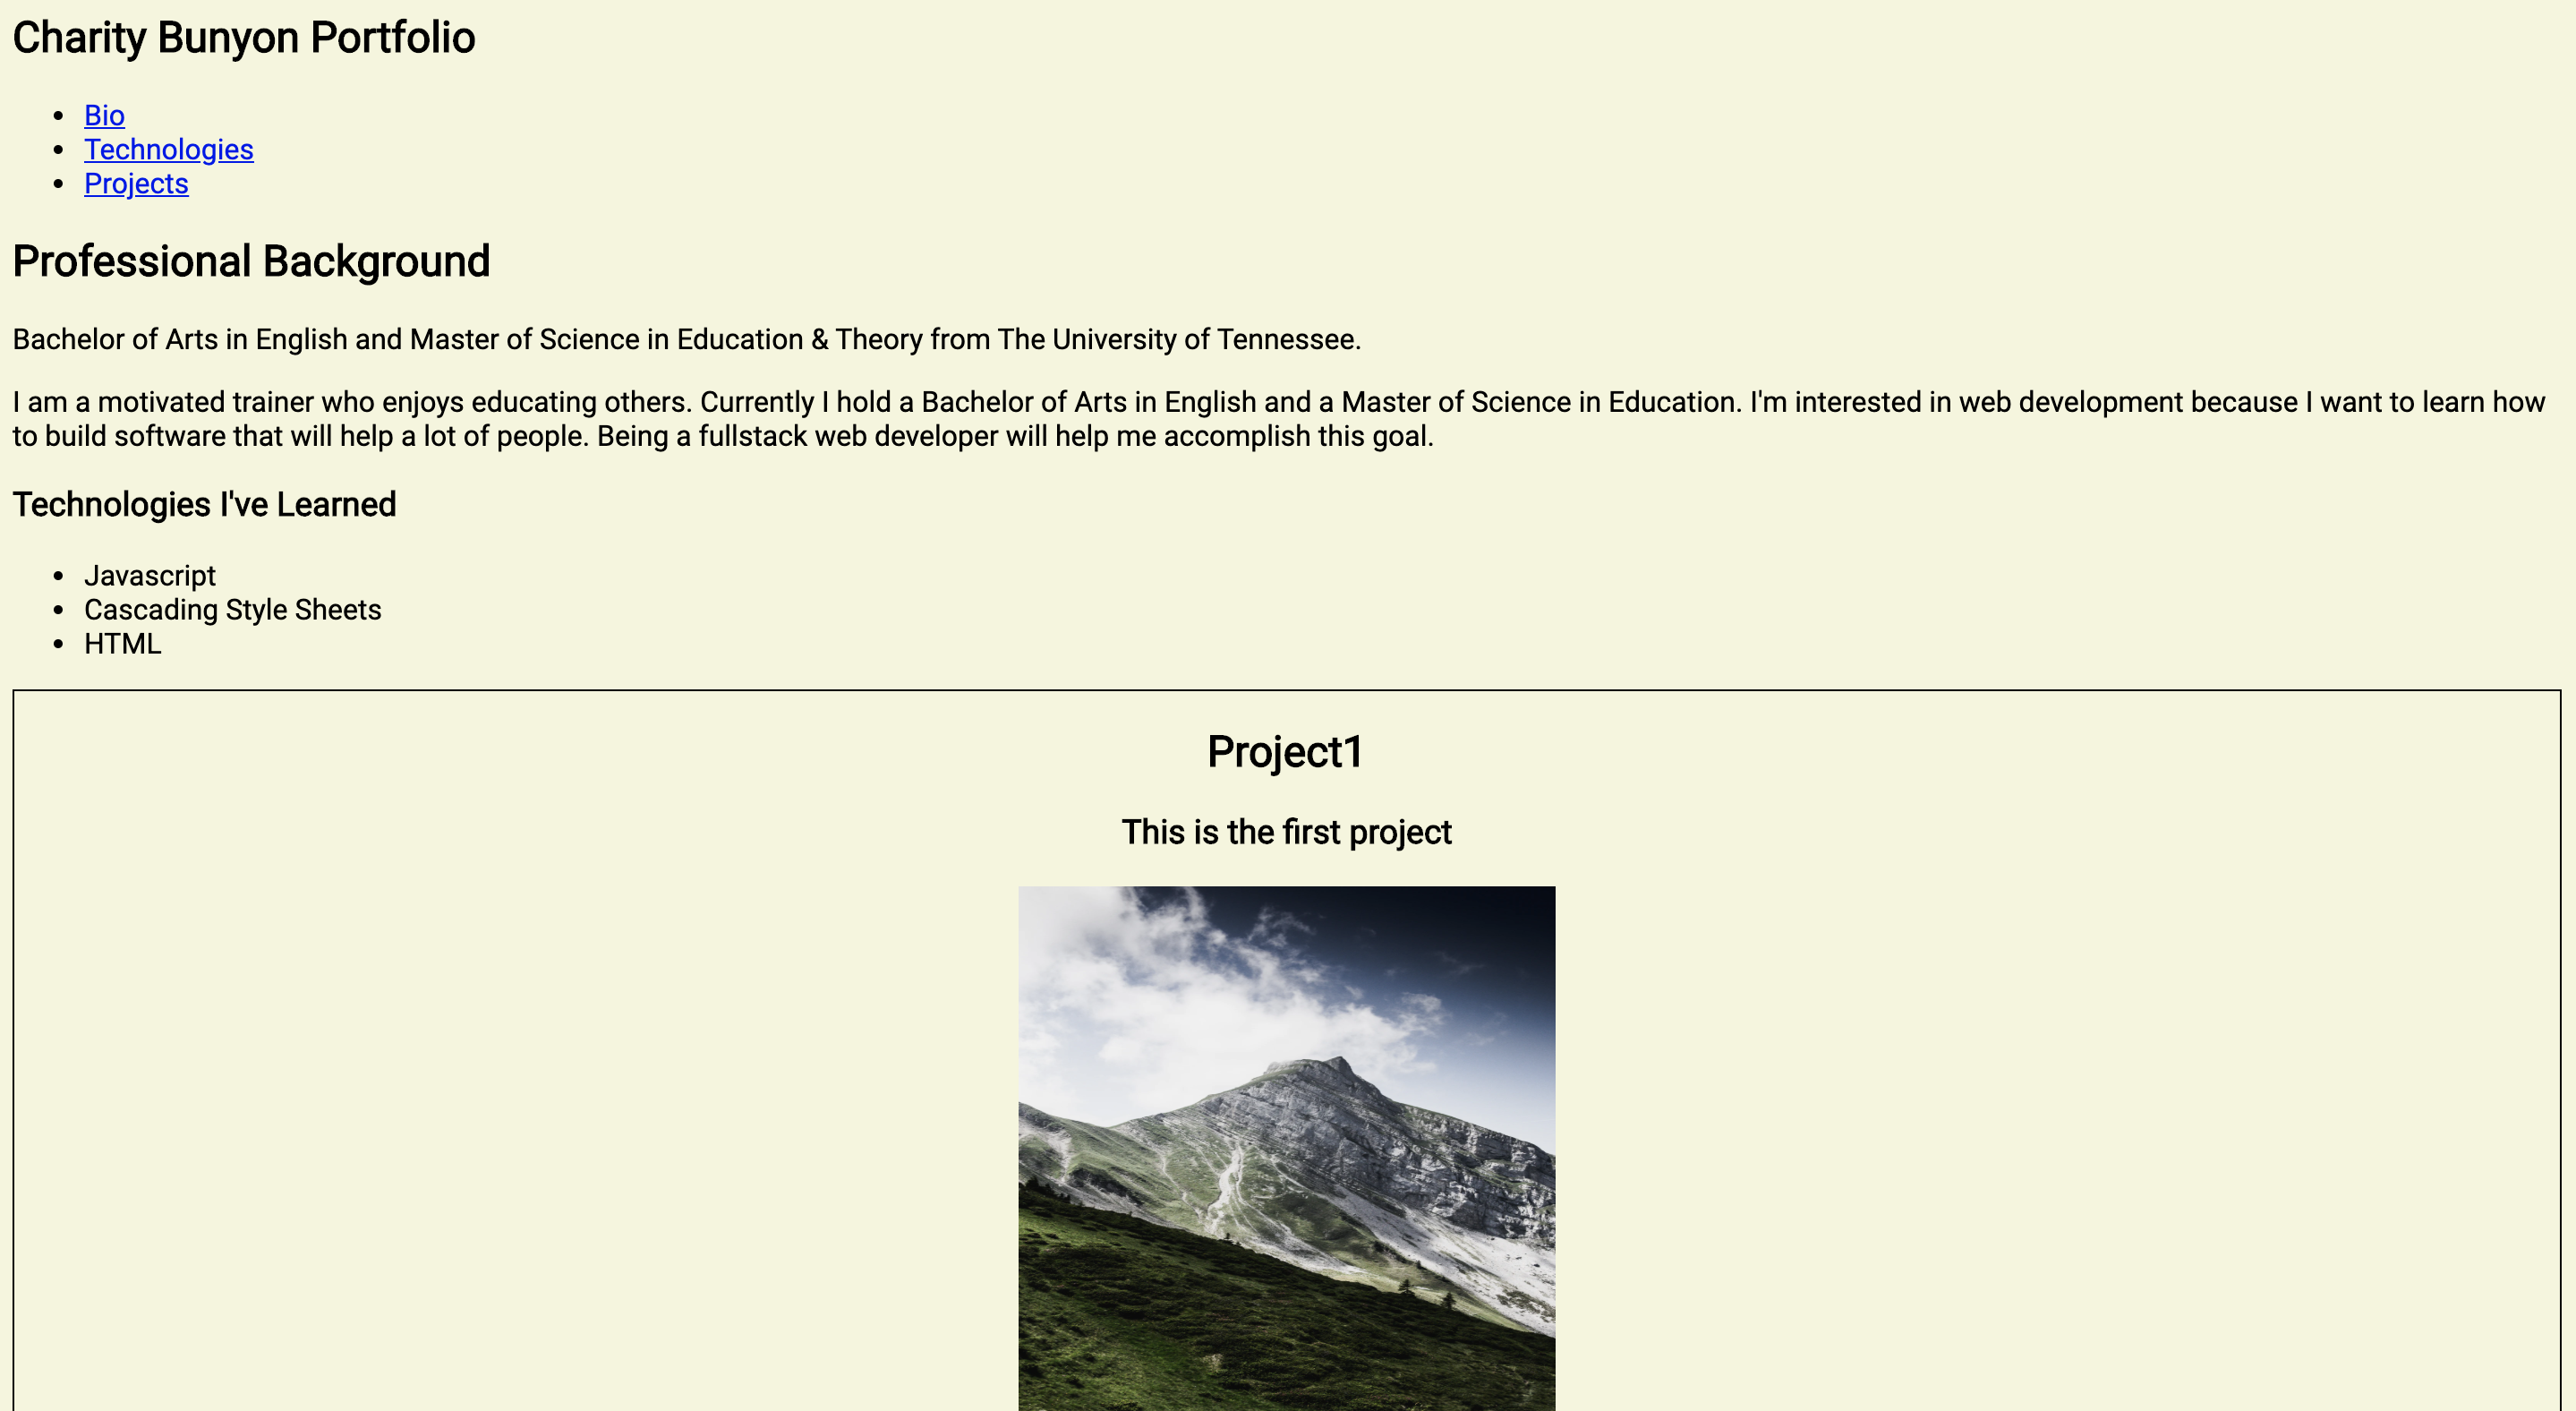 Charity Bunyon Portfolio
Bio
Technologies
Projects
Professional Background
Bachelor of Arts in English and Master of Science in Education & Theory from The University of Tennessee.
I am a motivated trainer who enjoys educating others. Currently I hold a Bachelor of Arts in English and a Master of Science in Education. I'm interested in web development because I want to learn how
to build software that will help a lot of people. Being a fullstack web developer will help me accomplish this goal.
Technologies I've Learned
Javascript
Cascading Style Sheets
HTML
Project1
This is the first project